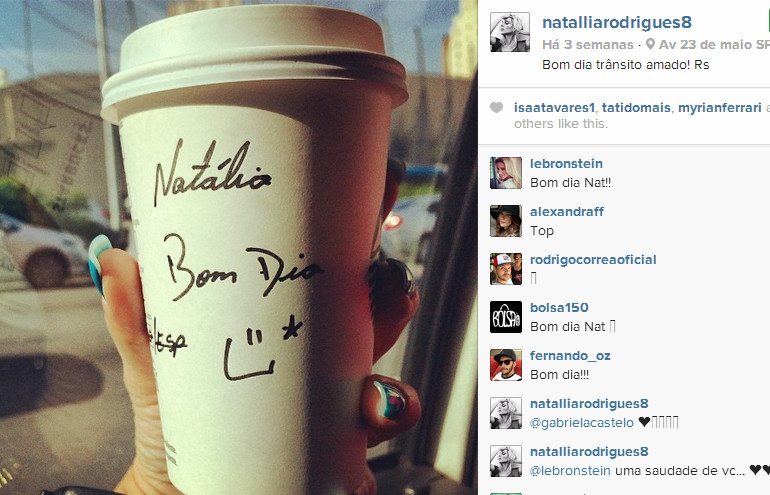 Natália
Bom Dia
natalliarodrigues8
Há 3 semanas · Av 23 de maio SP
Bom dia trânsito amado! Rs
isaatavares1, tatidomais, myrianferrari
others like this.
lebronstein
Bom dia Nat!!
alexandraff
Top
rodrigocorreaoficial
bolsa150
Bom dia Nat
fernando_oz
Bom dia!!!
natalliarodrigues8
@gabrielacastelo ♥
natalliarodrigues8
@lebronstein uma saudade de vc... ♥♥